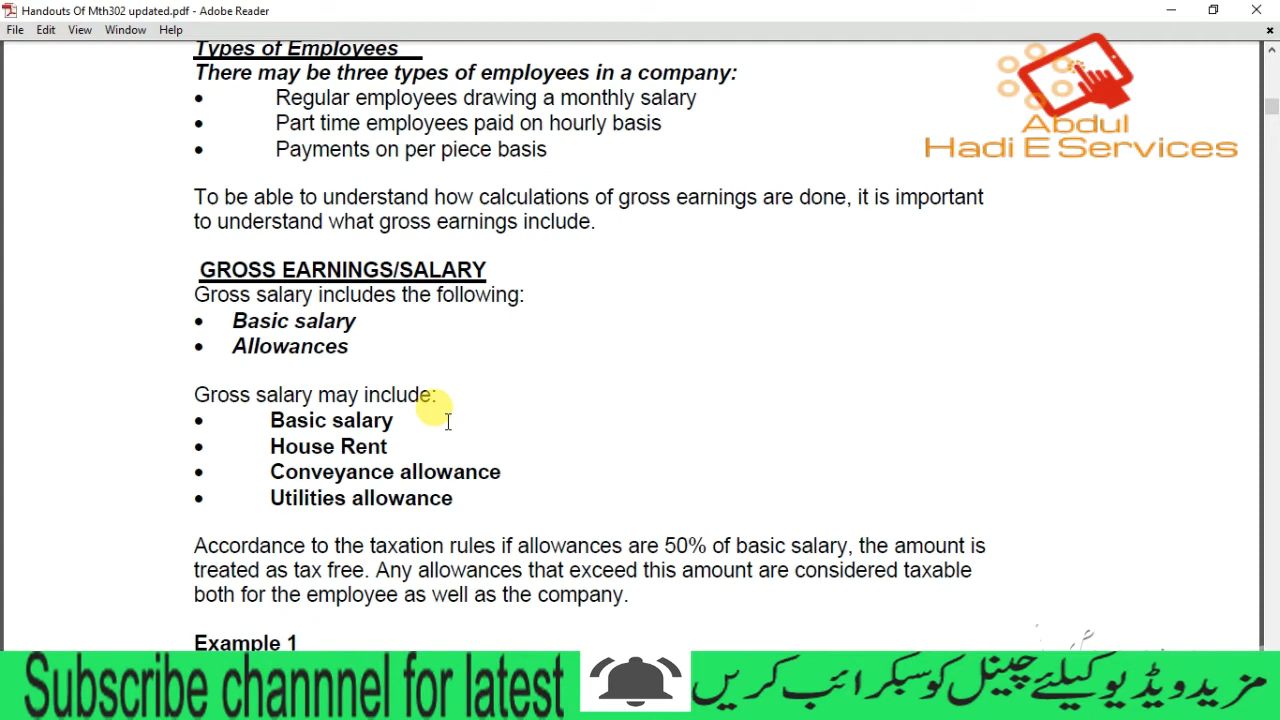 Handouts Of Mth302 updated.pdf - Adobe Reader
File Edit View Window Help
Types of Employees
There may be three types of employees in a company:
• Regular employees drawing a monthly salary
• Part time employees paid on hourly basis
• Payments on per piece basis
Abdul
Hadi E Services
To be able to understand how calculations of gross earnings are done, it is important
to understand what gross earnings include.
GROSS EARNINGS/SALARY
Gross salary includes the following:
• Basic salary
• Allowances
Gross salary may include:
• Basic salary
• House Rent
• Conveyance allowance
• Utilities allowance
Accordance to the taxation rules if allowances are 50% of basic salary, the amount is
treated as tax free. Any allowances that exceed this amount are considered taxable
both for the employee as well as the company.
Example 1
Subscribe channnel for latest
مزید ویڈیو کیلئے چینل کو سبکرائب کریں